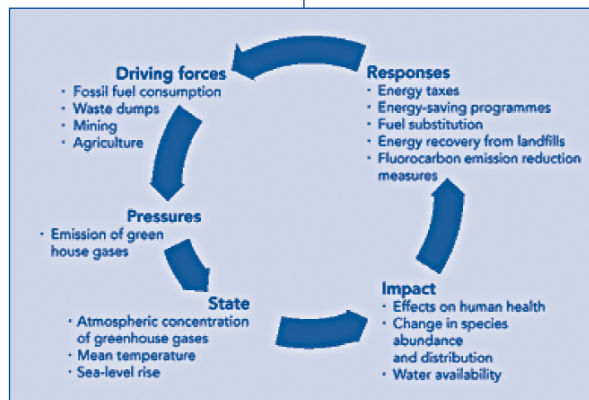 Driving forces
· Fossil fuel consumption
· Waste dumps
· Mining
· Agriculture
Responses
· Energy taxes
· Energy-saving programmes
· Fuel substitution
· Energy recovery from landfills
· Fluorocarbon emission reduction
measures
Pressures
· Emission of green
house gases
State
· Atmospheric concentration
of greenhouse gases
· Mean temperature
· Sea-level rise
Impact
· Effects on human health
· Change in species
abundance
and distribution
· Water availability